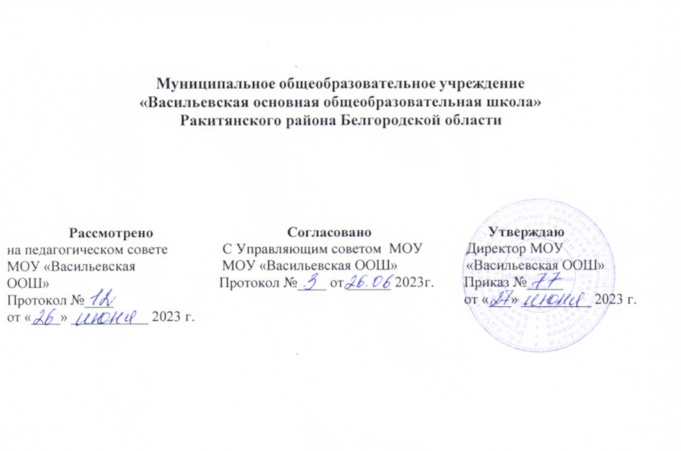 Муниципальное общеобразовательное учреждение
«Васильевская основная общеобразовательная школа»
Ракитянского района Белгородской области
Рассмотрено
на педагогическом совете
МОУ «Васильевская
ООШ»
Протокол № 12
от «26» июня 2023 г.
Согласовано
С Управляющим советом МОУ
МОУ «Васильевская ООШ»
Протокол № 3 от 26.06 2023г.
Утверждаю
Директор МОУ
«Васильевская ООШ»
Приказ № 77
от «27» июня 2023 г.